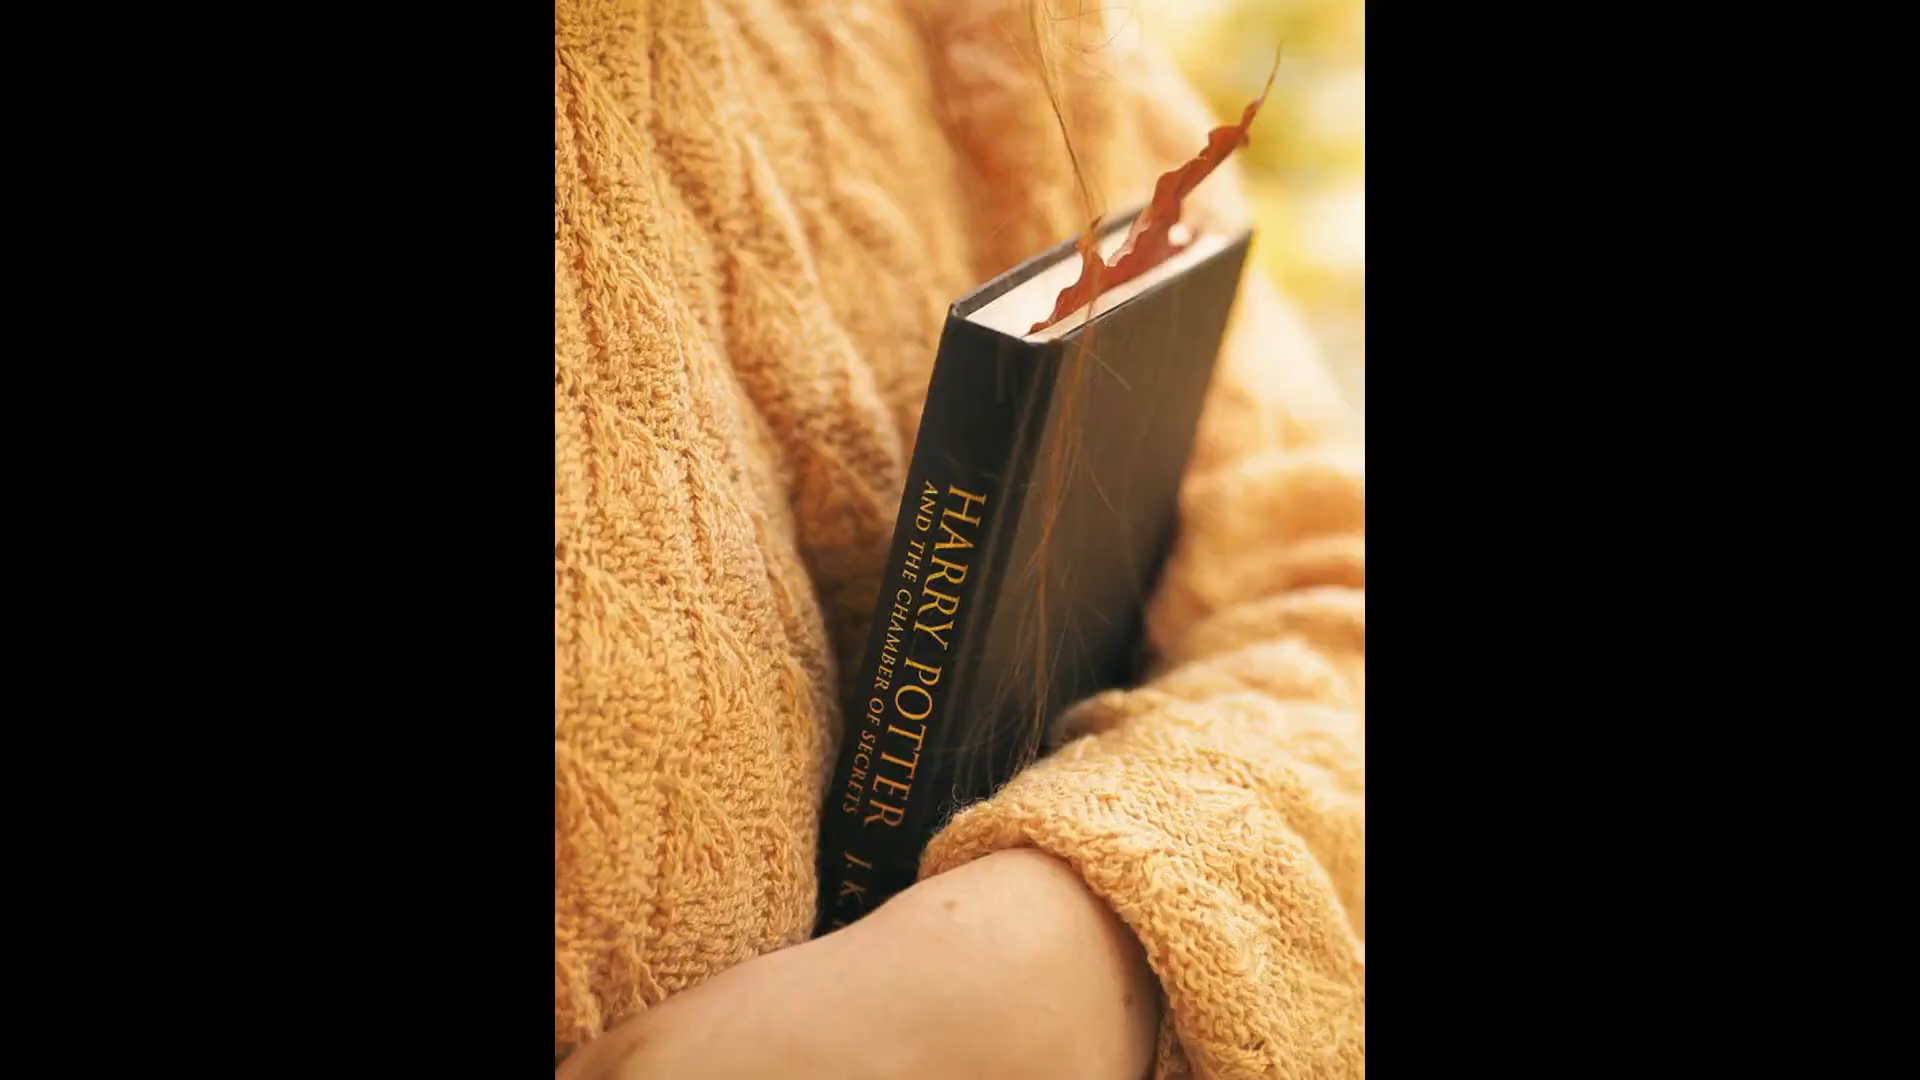 HARRY POTTER
AND THE CHAMBER OF SECRETS
J. K.